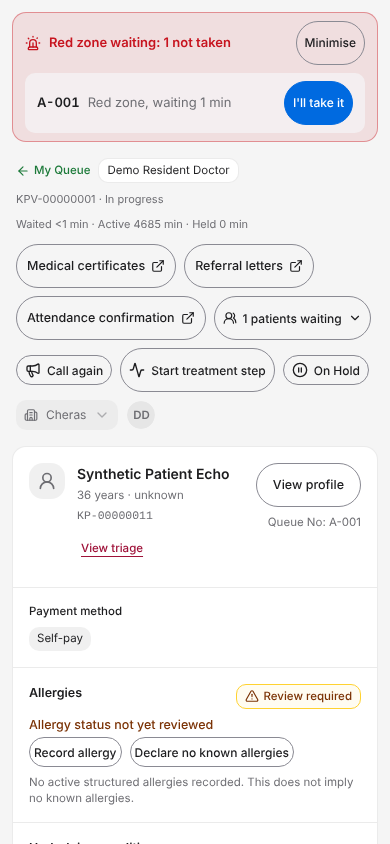 Red zone waiting: 1 not taken
Minimise
A-001 Red zone, waiting 1 min
I'll take it
My Queue
Demo Resident Doctor
KPV-00000001 · In progress
Waited <1 min · Active 4685 min · Held 0 min
Medical certificates
Referral letters
Attendance confirmation
1 patients waiting
Call again
Start treatment step
On Hold
Cheras
DD
Synthetic Patient Echo
36 years · unknown
KP-00000011
View profile
Queue No: A-001
View triage
Payment method
Self-pay
Allergies
Review required
Allergy status not yet reviewed
Record allergy
Declare no known allergies
No active structured allergies recorded. This does not imply
no known allergies.